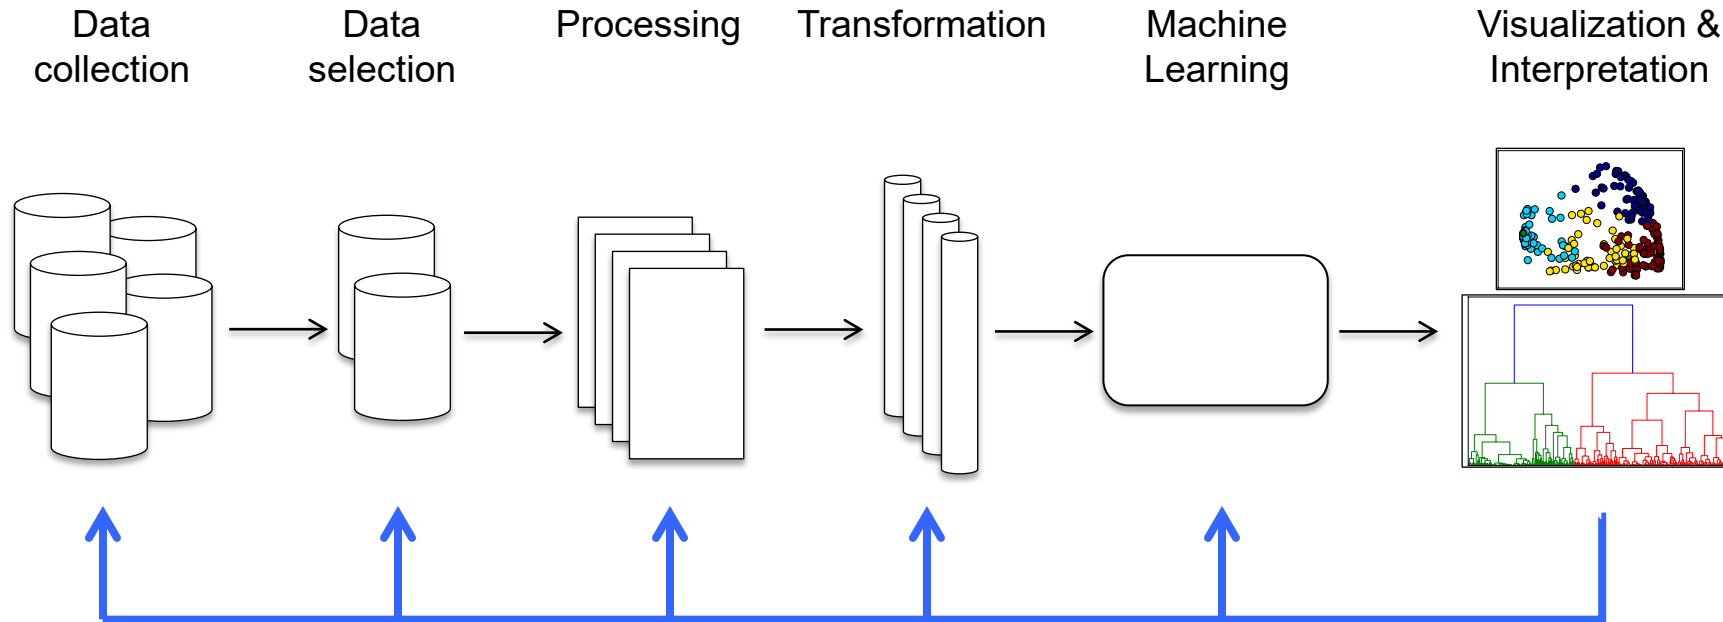 Data
collection
Data
selection
Processing
Transformation
Machine
Learning
Visualization &
Interpretation